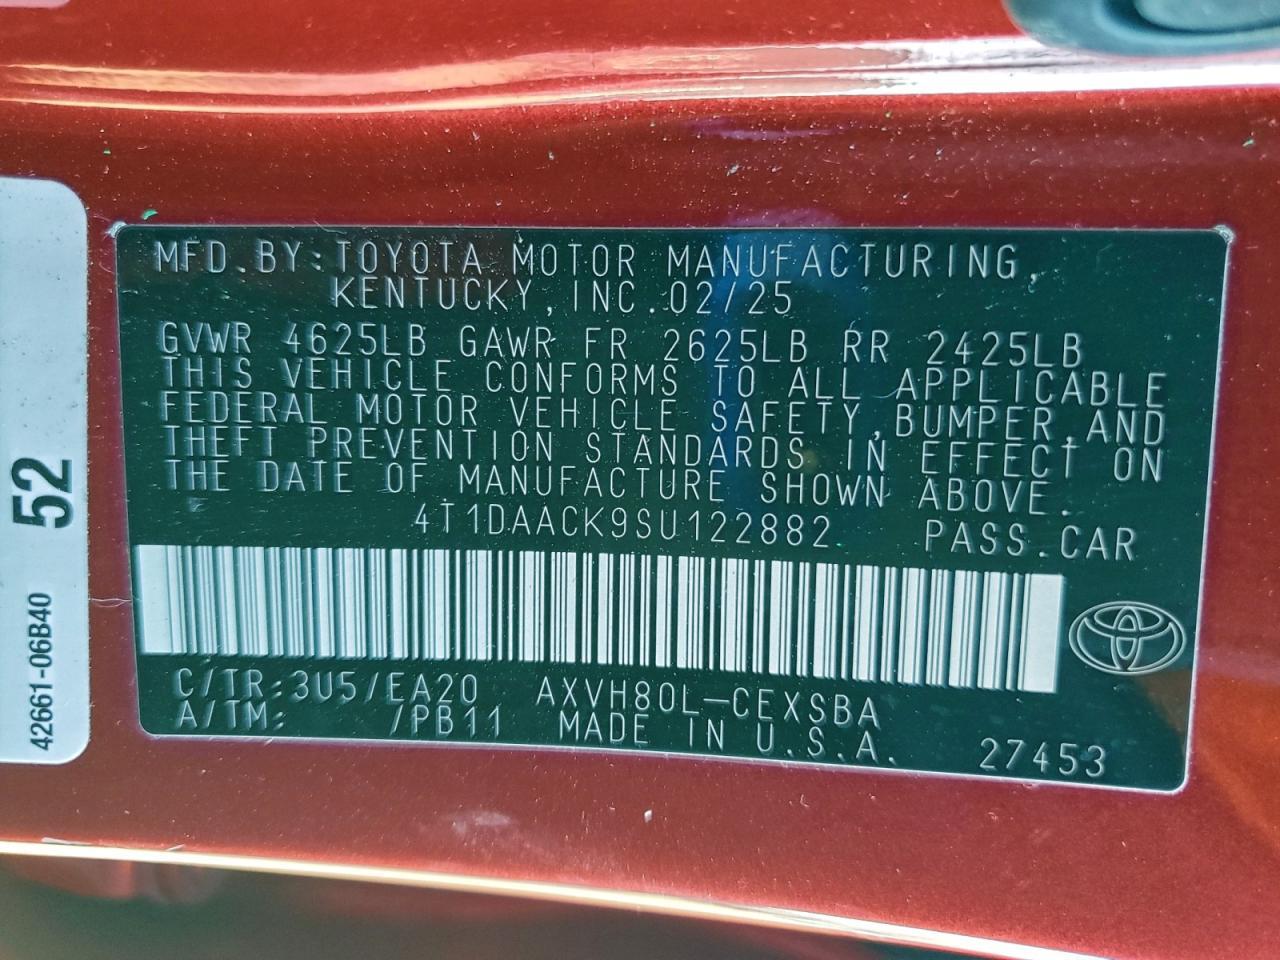 MFD.BY:TOYOTA MOTOR MANUFACTURING,
KENTUCKY,INC.02/25
GVWR 4625LB GAWR FR 2625LB RR 2425LB
THIS VEHICLE CONFORMS TO ALL APPLICABLE
FEDERAL MOTOR VEHICLE SAFETY,BUMPER,AND
THEFT PREVENTION STANDARDS IN EFFECT ON
THE DATE OF MANUFACTURE SHOWN ABOVE.
4T1DAACK9SU122882 PASS.CAR
C/TR:3U5/EA20 AXVH80L-CEXSBA
A/TM: /PB11 MADE IN U.S.A. 27453
52
42661-06B40